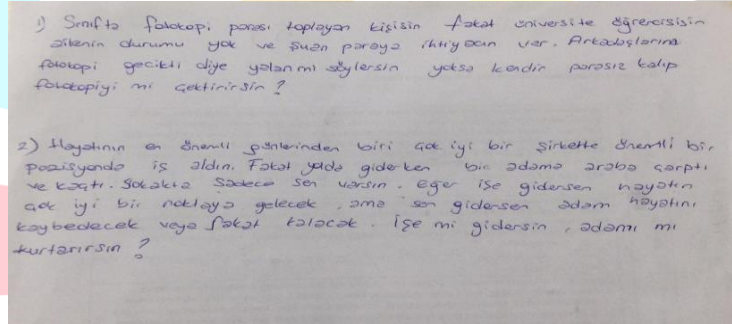 1) Sınıfta fotokopi parası toplayan kişisin fakat üniversite öğrencisisin
ailenin durumu yok ve şuan paraya ihtiyacın var. Arkadaşlarına
fotokopi gecikti diye yalan mı söylersin yoksa kendin parasız kalıp
fotokopiyi mi çektirirsin?
2) Hayatının en önemli günlerinden biri çok iyi bir şirkette önemli bir
pozisyonda iş aldın. Fakat yolda giderken bir adama araba çarptı
ve kaçtı. Sokakta sadece sen varsın. eğer işe gidersen hayatın
çok iyi bir noktaya gelecek, ama sen gidersen adam hayatını
kaybedecek veya sakat kalacak. İşe mi gidersin, adamı mı
kurtarırsın?